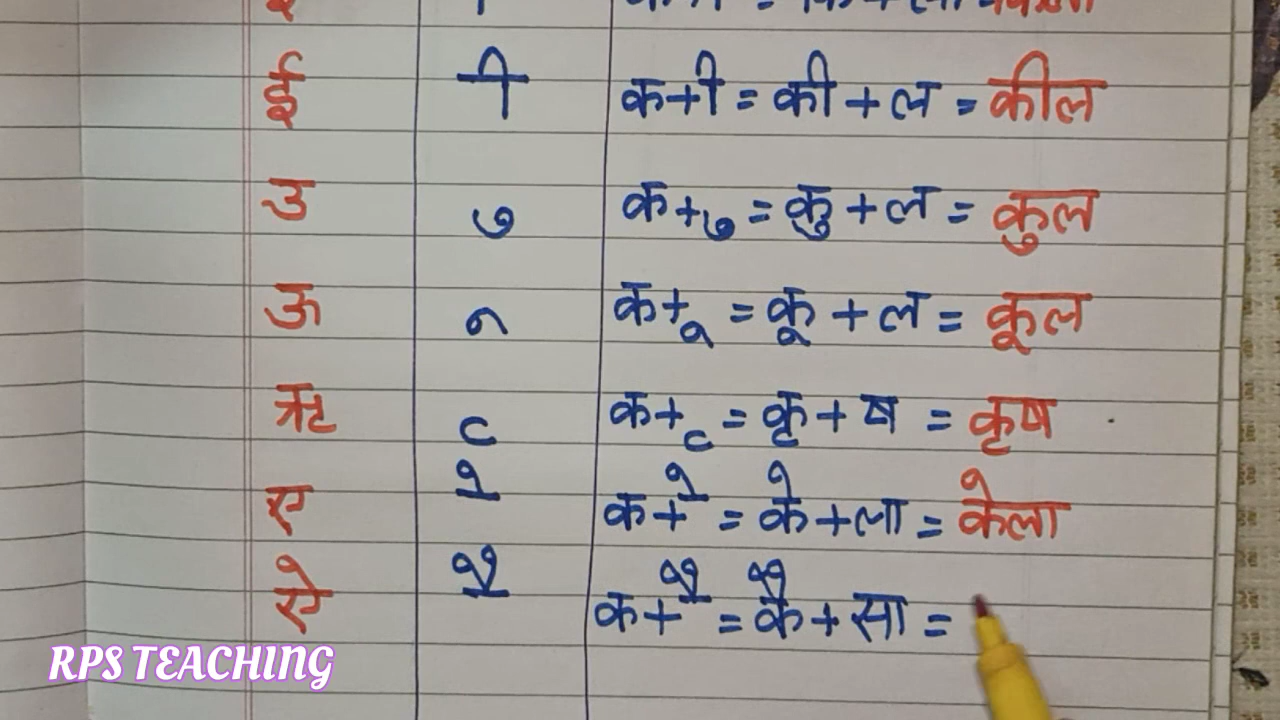 ई ी क+ी = की+ल = कील
उ ु क+ु = कु+ल = कुल
ऊ ू क+ू = कू+ल = कूल
ऋ ृ क+ृ = कृ+ष = कृष
ए े क+े = के+ला = केला
ऐ ै क+ै = कै+सा =
RPS TEACHING